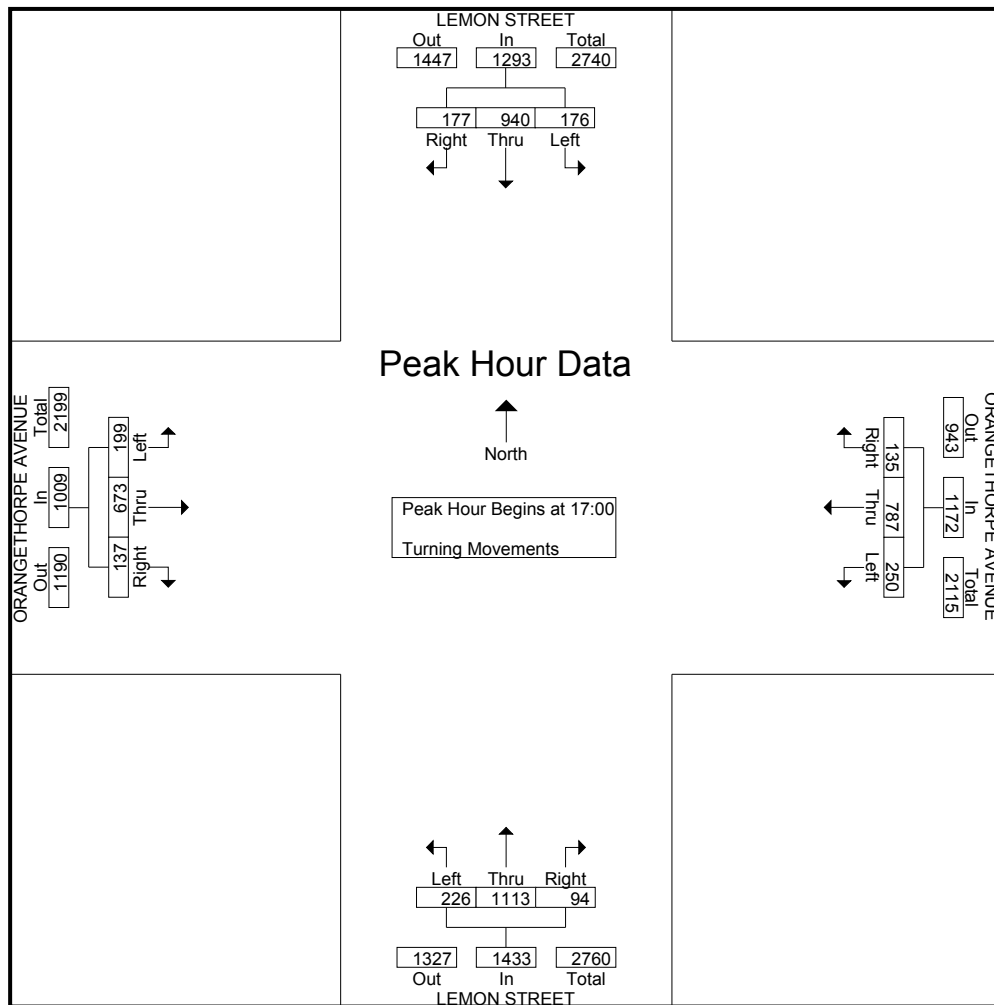 LEMON STREET
Out In Total
1447 1293 2740
177 940 176
Right Thru Left
Peak Hour Data
North
Peak Hour Begins at 17:00
Turning Movements
ORANGETHORPE AVENUE
Total In Out
2199 1009 1190
199 673 137
Left Thru Right
Right Thru Left
135 787 250
943 1172 2115
Out In Total
ORANGETHORPE AVENUE
Left Thru Right
226 1113 94
1327 1433 2760
Out In Total
LEMON STREET